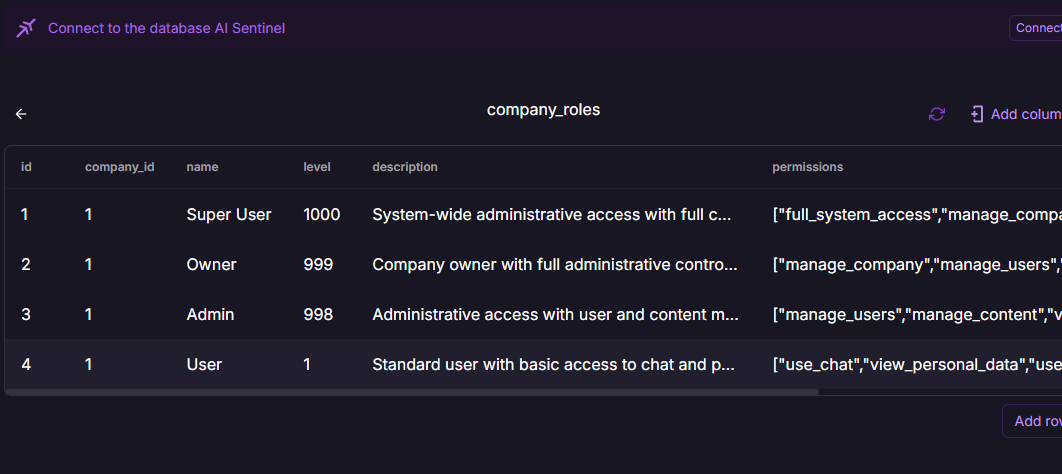 Connect to the database AI Sentinel
Connect
company_roles
Add colum
id company_id name level description permissions
1 1 Super User 1000 System-wide administrative access with full c... ["full_system_access","manage_compa
2 1 Owner 999 Company owner with full administrative contro... ["manage_company","manage_users",
3 1 Admin 998 Administrative access with user and content m... ["manage_users","manage_content","v
4 1 User 1 Standard user with basic access to chat and p... ["use_chat","view_personal_data","use
Add row